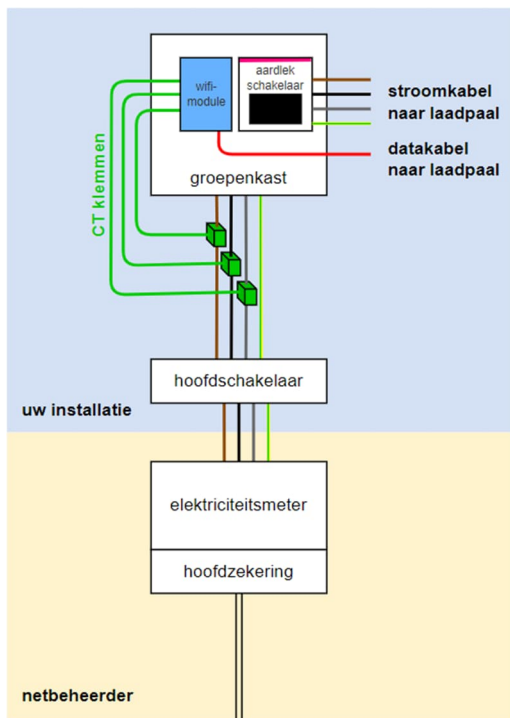 wifi-
module
aardlek
schakelaar
stroomkabel
naar laadpaal
datakabel
naar laadpaal
groepenkast
CT klemmen
hoofdschakelaar
uw installatie
elektriciteitsmeter
hoofdzekering
netbeheerder